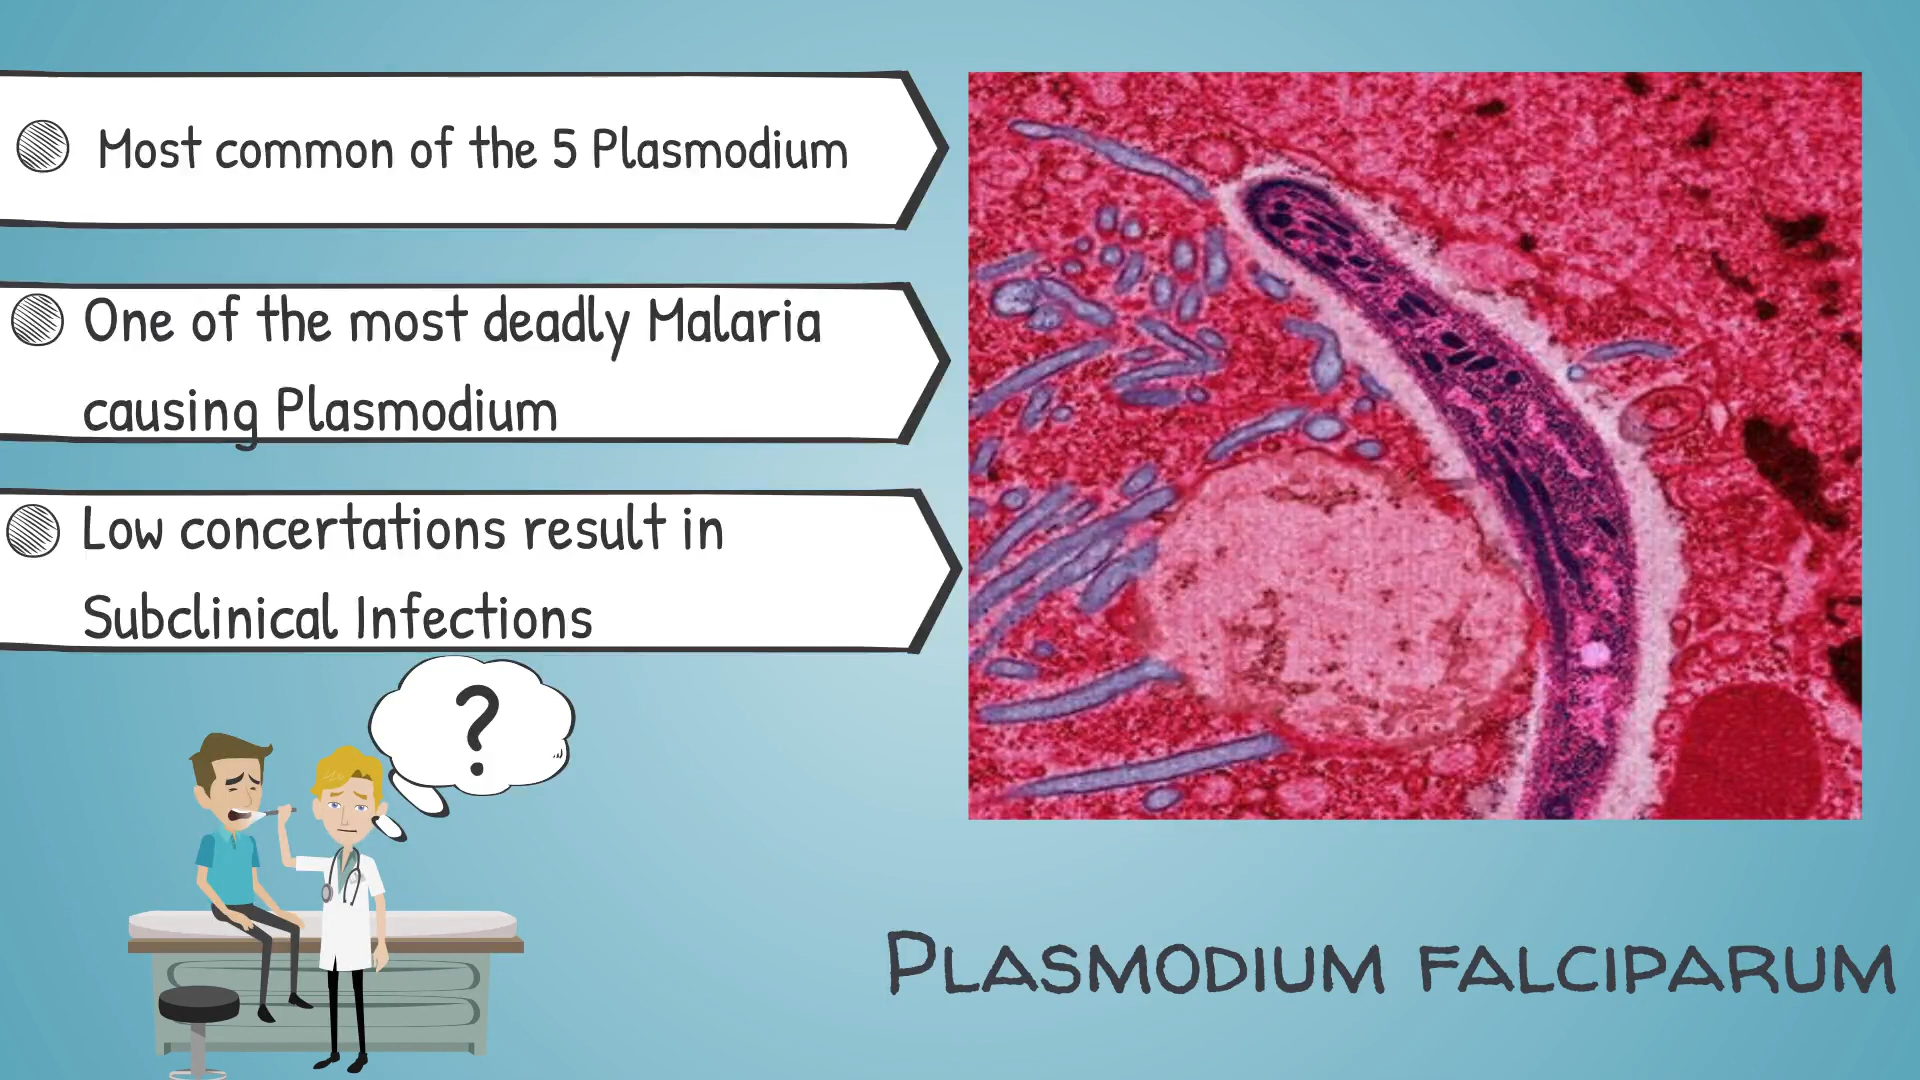 Most common of the 5 Plasmodium
One of the most deadly Malaria
causing Plasmodium
Low concertations result in
Subclinical Infections
?
Plasmodium falciparum